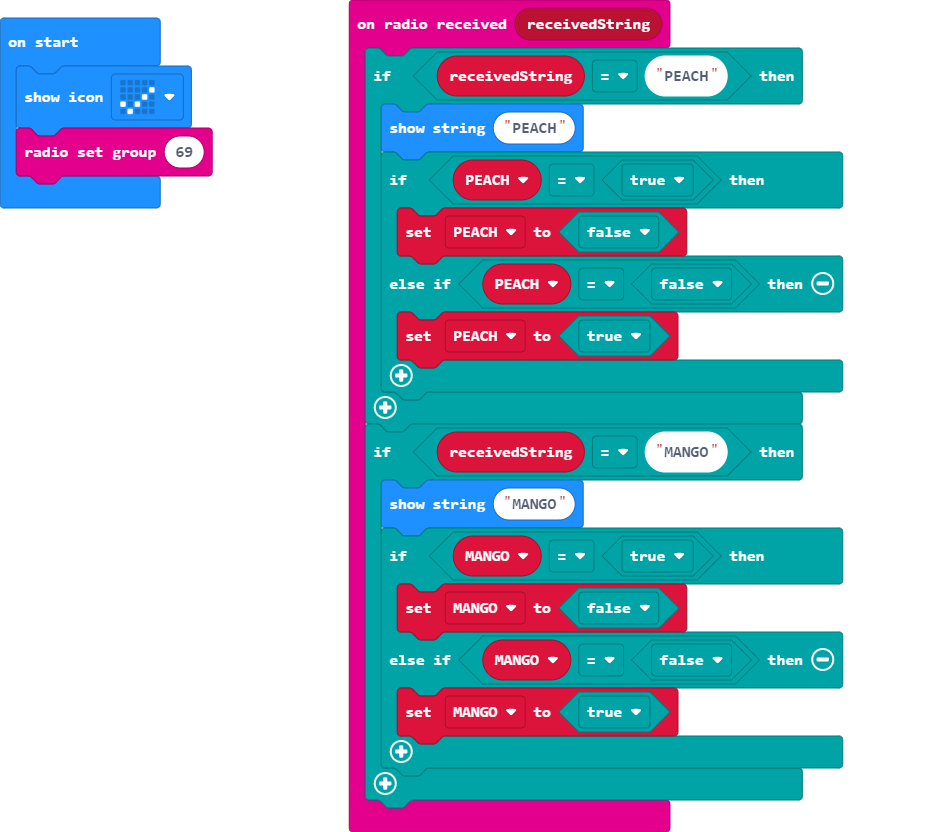 on start
show icon
radio set group 69
on radio received receivedString
if receivedString = "PEACH" then
show string "PEACH"
if PEACH = true then
set PEACH to false
else if PEACH = false then
set PEACH to true
if receivedString = "MANGO" then
show string "MANGO"
if MANGO = true then
set MANGO to false
else if MANGO = false then
set MANGO to true